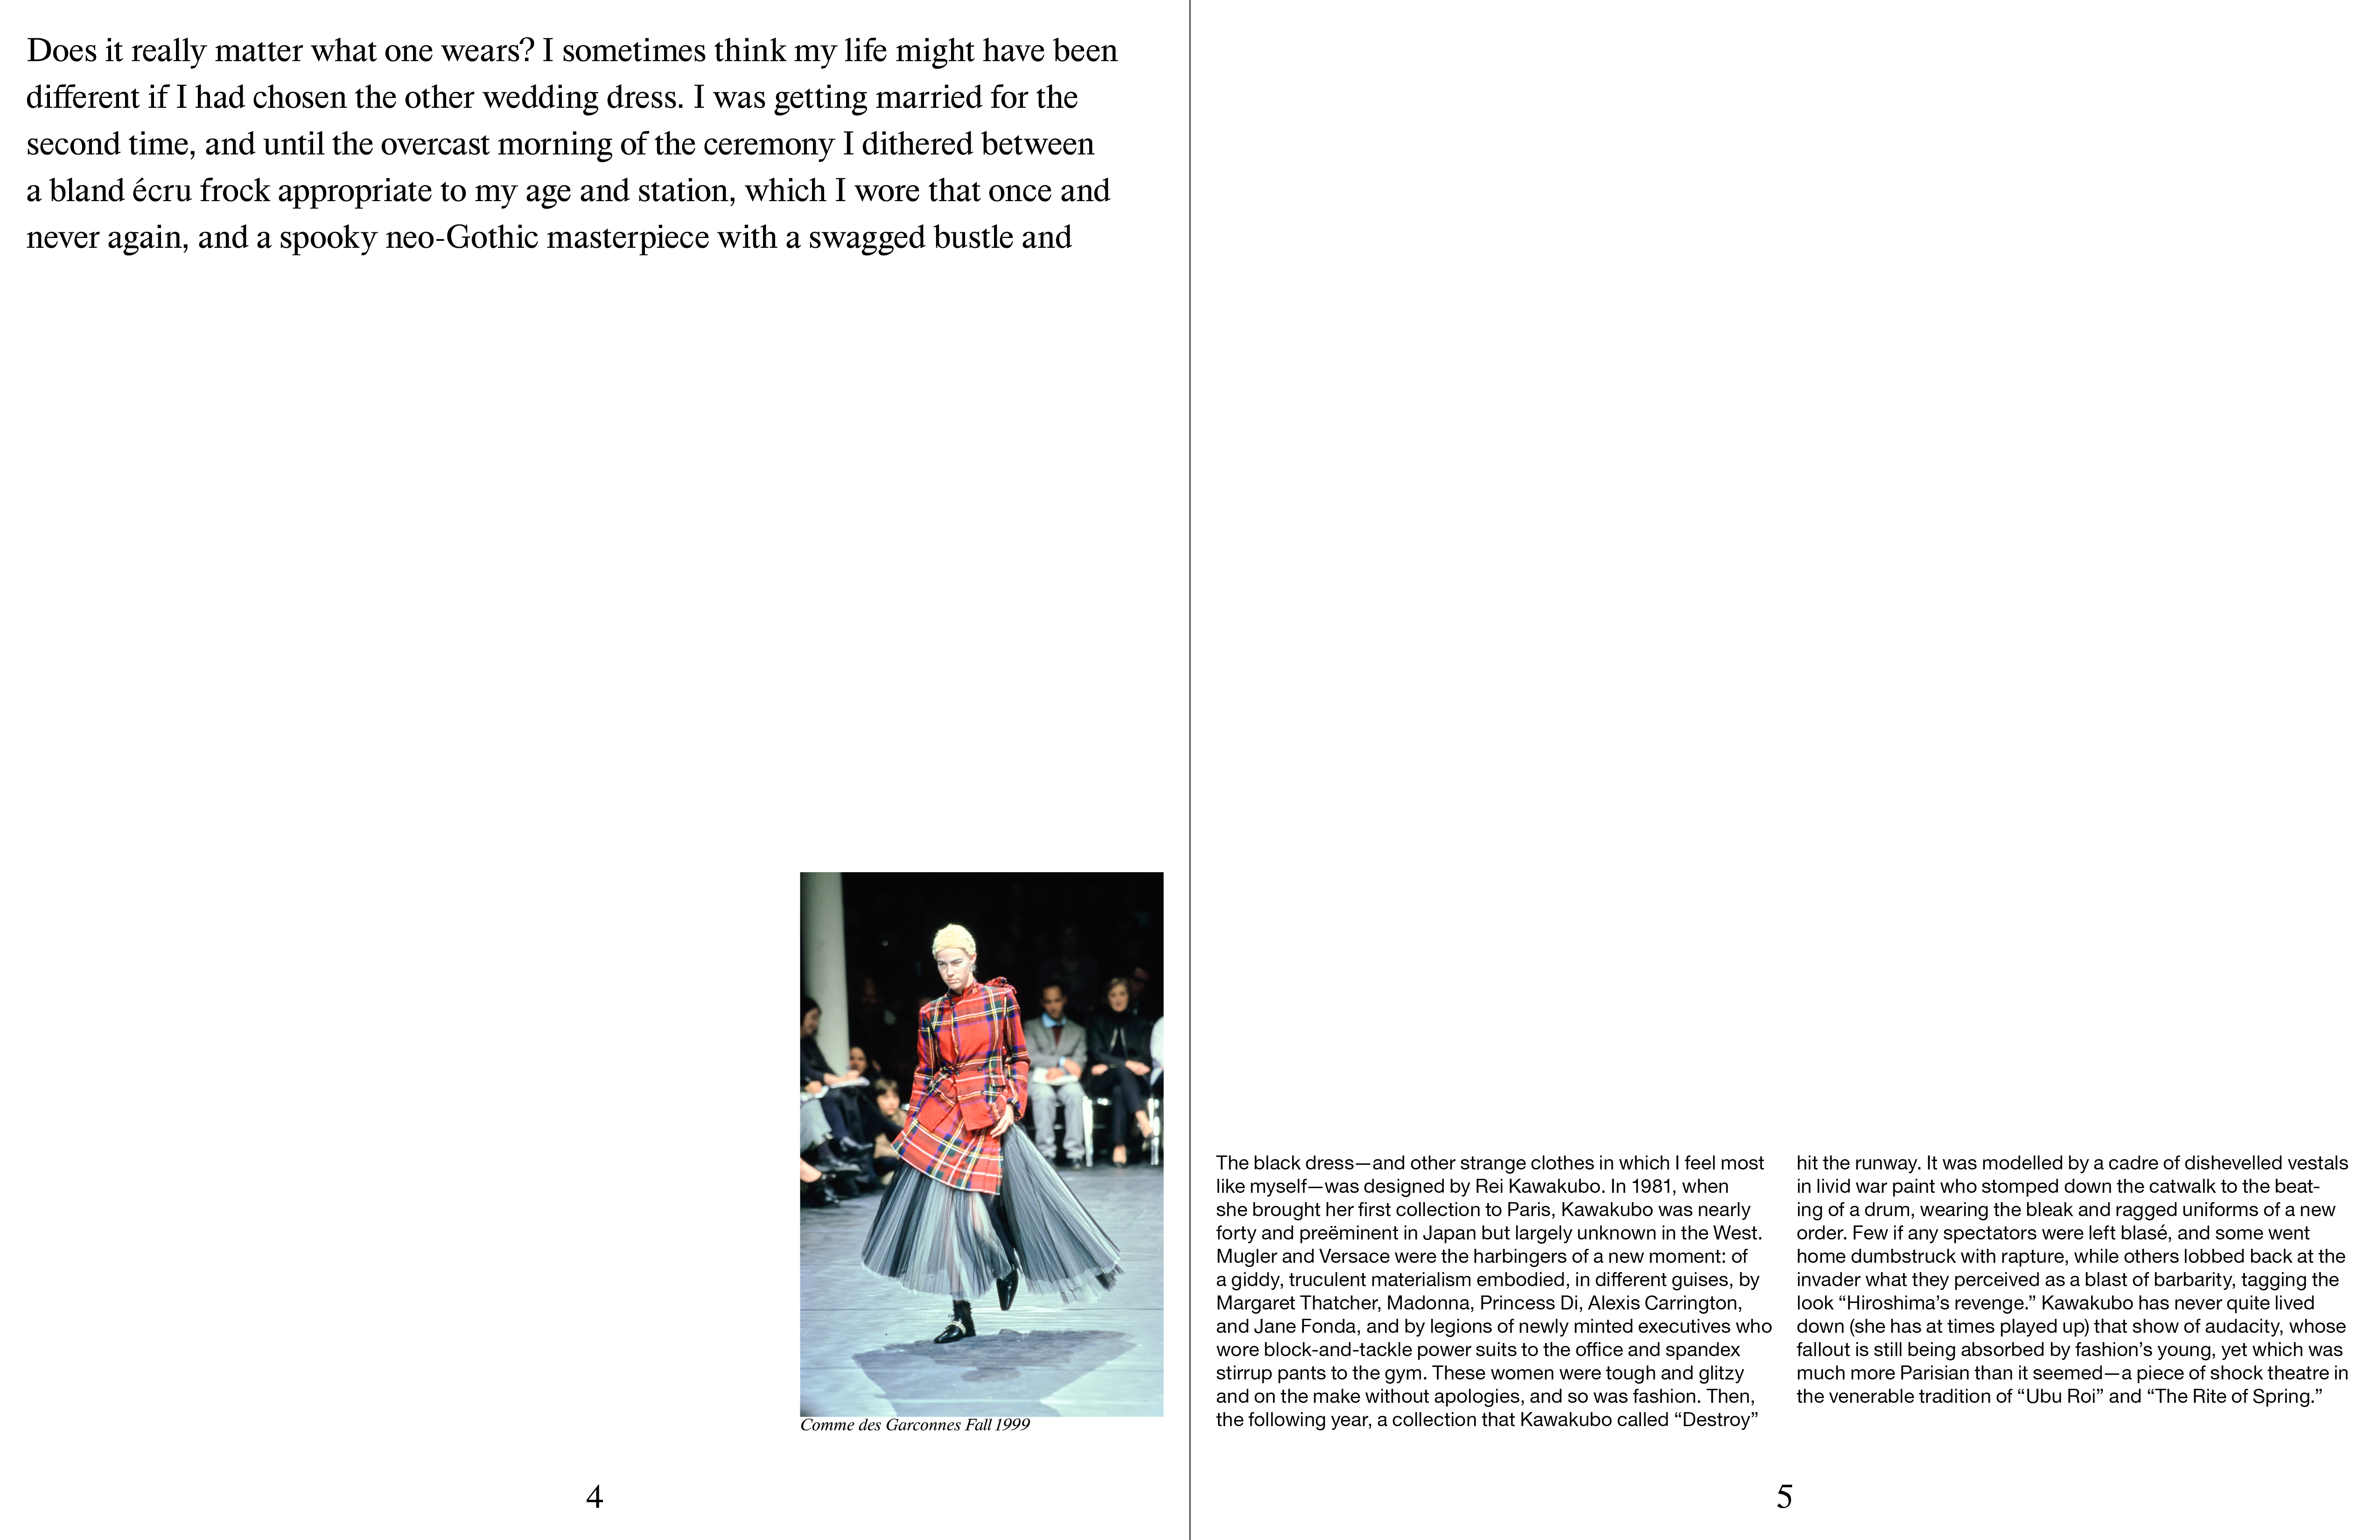 Does it really matter what one wears? I sometimes think my life might have been
different if I had chosen the other wedding dress. I was getting married for the
second time, and until the overcast morning of the ceremony I dithered between
a bland écru frock appropriate to my age and station, which I wore that once and
never again, and a spooky neo-Gothic masterpiece with a swagged bustle and
Comme des Garconnes Fall 1999
4
The black dress—and other strange clothes in which I feel most
like myself—was designed by Rei Kawakubo. In 1981, when
she brought her first collection to Paris, Kawakubo was nearly
forty and preëminent in Japan but largely unknown in the West.
Mugler and Versace were the harbingers of a new moment: of
a giddy, truculent materialism embodied, in different guises, by
Margaret Thatcher, Madonna, Princess Di, Alexis Carrington,
and Jane Fonda, and by legions of newly minted executives who
wore block-and-tackle power suits to the office and spandex
stirrup pants to the gym. These women were tough and glitzy
and on the make without apologies, and so was fashion. Then,
the following year, a collection that Kawakubo called “Destroy”
hit the runway. It was modelled by a cadre of dishevelled vestals
in livid war paint who stomped down the catwalk to the beat-
ing of a drum, wearing the bleak and ragged uniforms of a new
order. Few if any spectators were left blasé, and some went
home dumbstruck with rapture, while others lobbed back at the
invader what they perceived as a blast of barbarity, tagging the
look “Hiroshima’s revenge.” Kawakubo has never quite lived
down (she has at times played up) that show of audacity, whose
fallout is still being absorbed by fashion’s young, yet which was
much more Parisian than it seemed—a piece of shock theatre in
the venerable tradition of “Ubu Roi” and “The Rite of Spring.”
5